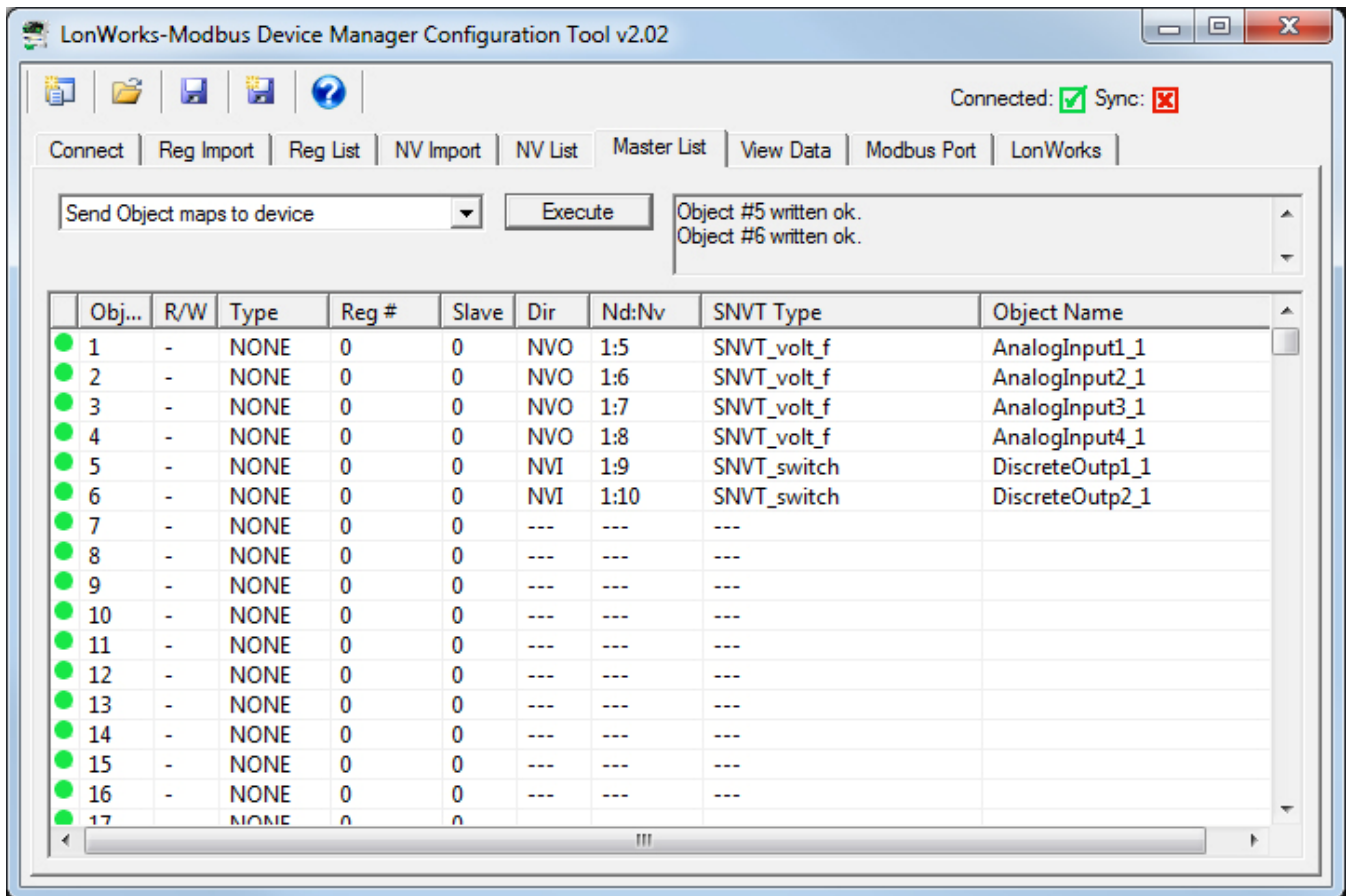 LonWorks-Modbus Device Manager Configuration Tool v2.02
Connected: Sync:
Connect Reg Import Reg List NV Import NV List Master List View Data Modbus Port LonWorks
Send Object maps to device Execute
Object #5 written ok.
Object #6 written ok.
Obj... R/W Type Reg # Slave Dir Nd:Nv SNVT Type Object Name
1 - NONE 0 0 NVO 1:5 SNVT_volt_f AnalogInput1_1
2 - NONE 0 0 NVO 1:6 SNVT_volt_f AnalogInput2_1
3 - NONE 0 0 NVO 1:7 SNVT_volt_f AnalogInput3_1
4 - NONE 0 0 NVO 1:8 SNVT_volt_f AnalogInput4_1
5 - NONE 0 0 NVI 1:9 SNVT_switch DiscreteOutp1_1
6 - NONE 0 0 NVI 1:10 SNVT_switch DiscreteOutp2_1
7 - NONE 0 0 --- --- ---
8 - NONE 0 0 --- --- ---
9 - NONE 0 0 --- --- ---
10 - NONE 0 0 --- --- ---
11 - NONE 0 0 --- --- ---
12 - NONE 0 0 --- --- ---
13 - NONE 0 0 --- --- ---
14 - NONE 0 0 --- --- ---
15 - NONE 0 0 --- --- ---
16 - NONE 0 0 --- --- ---
17 NONE 0 0